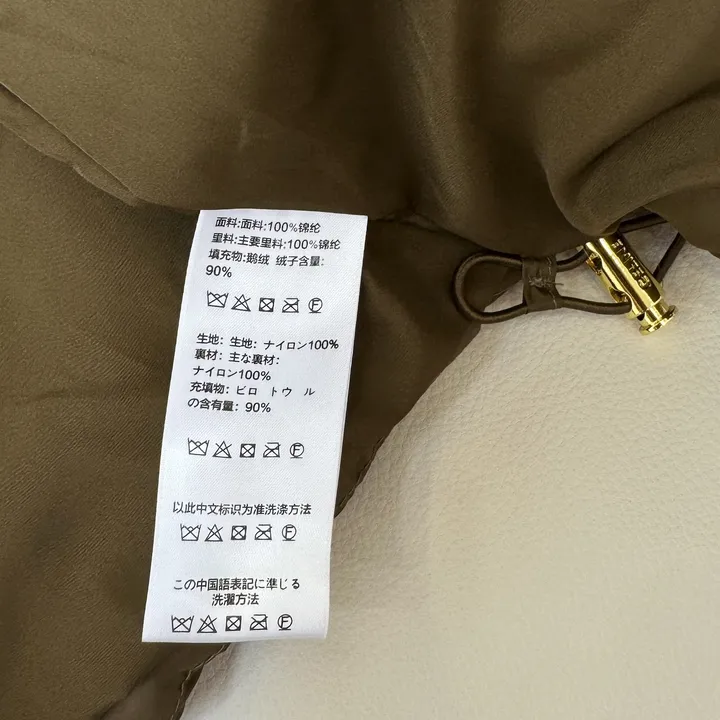 面料:面料:100%锦纶
里料:主要里料:100%锦纶
填充物:鹅绒 绒子含量:
90%
F
生地: 生地: ナイロン100%
裏材: 主な裏材:
ナイロン100%
充填物: ビロ トウ ル
の含有量: 90%
F
以此中文标识为准洗涤方法
F
この中国語表記に準じる
洗濯方法
F